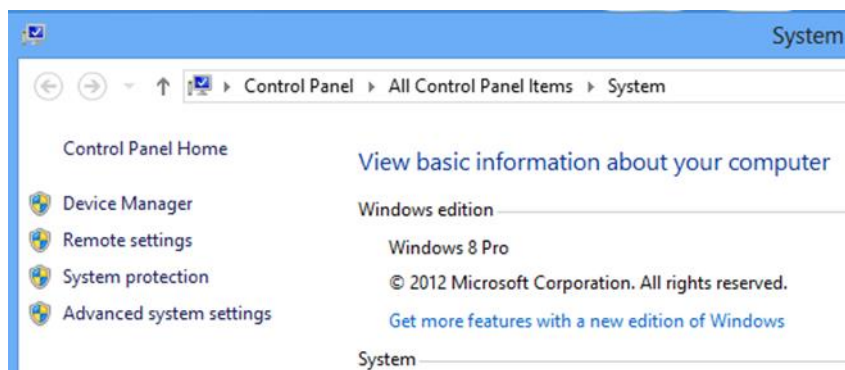 System
Control Panel All Control Panel Items System
Control Panel Home
Device Manager
Remote settings
System protection
Advanced system settings
View basic information about your computer
Windows edition
Windows 8 Pro
© 2012 Microsoft Corporation. All rights reserved.
Get more features with a new edition of Windows
System